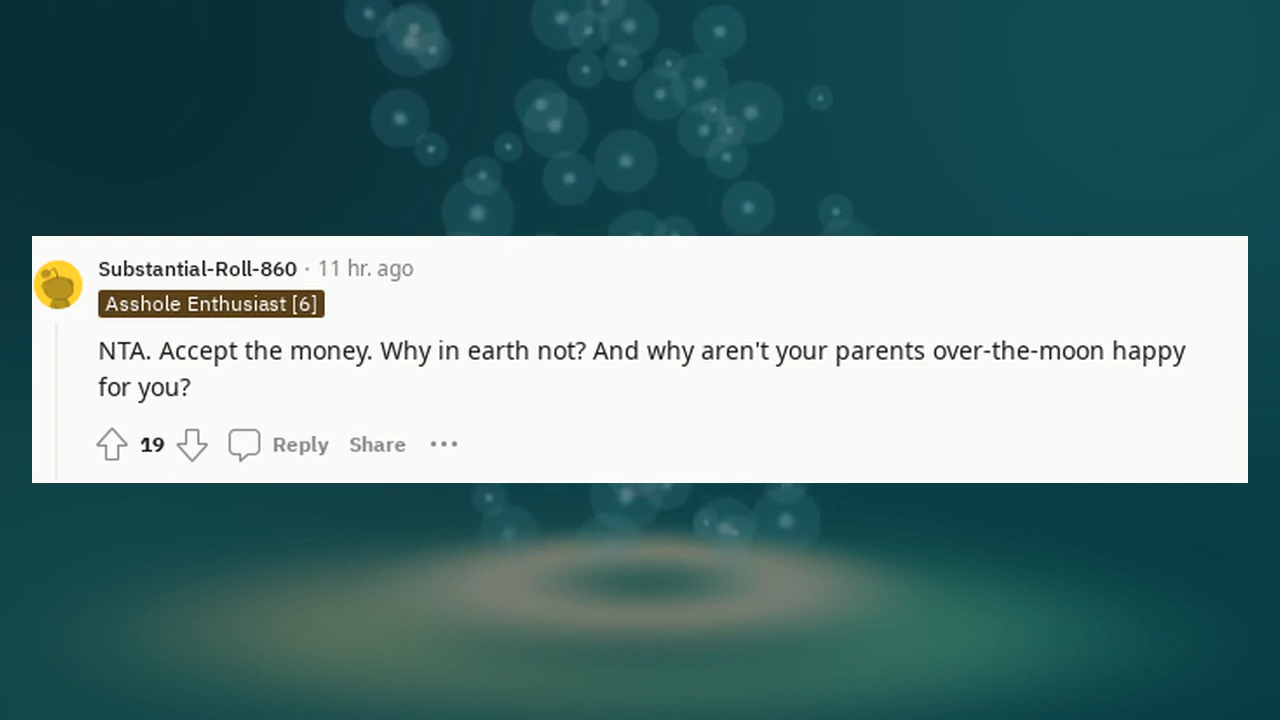 Substantial-Roll-860 · 11 hr. ago
Asshole Enthusiast [6]
NTA. Accept the money. Why in earth not? And why aren't your parents over-the-moon happy
for you?
19 Reply Share ···